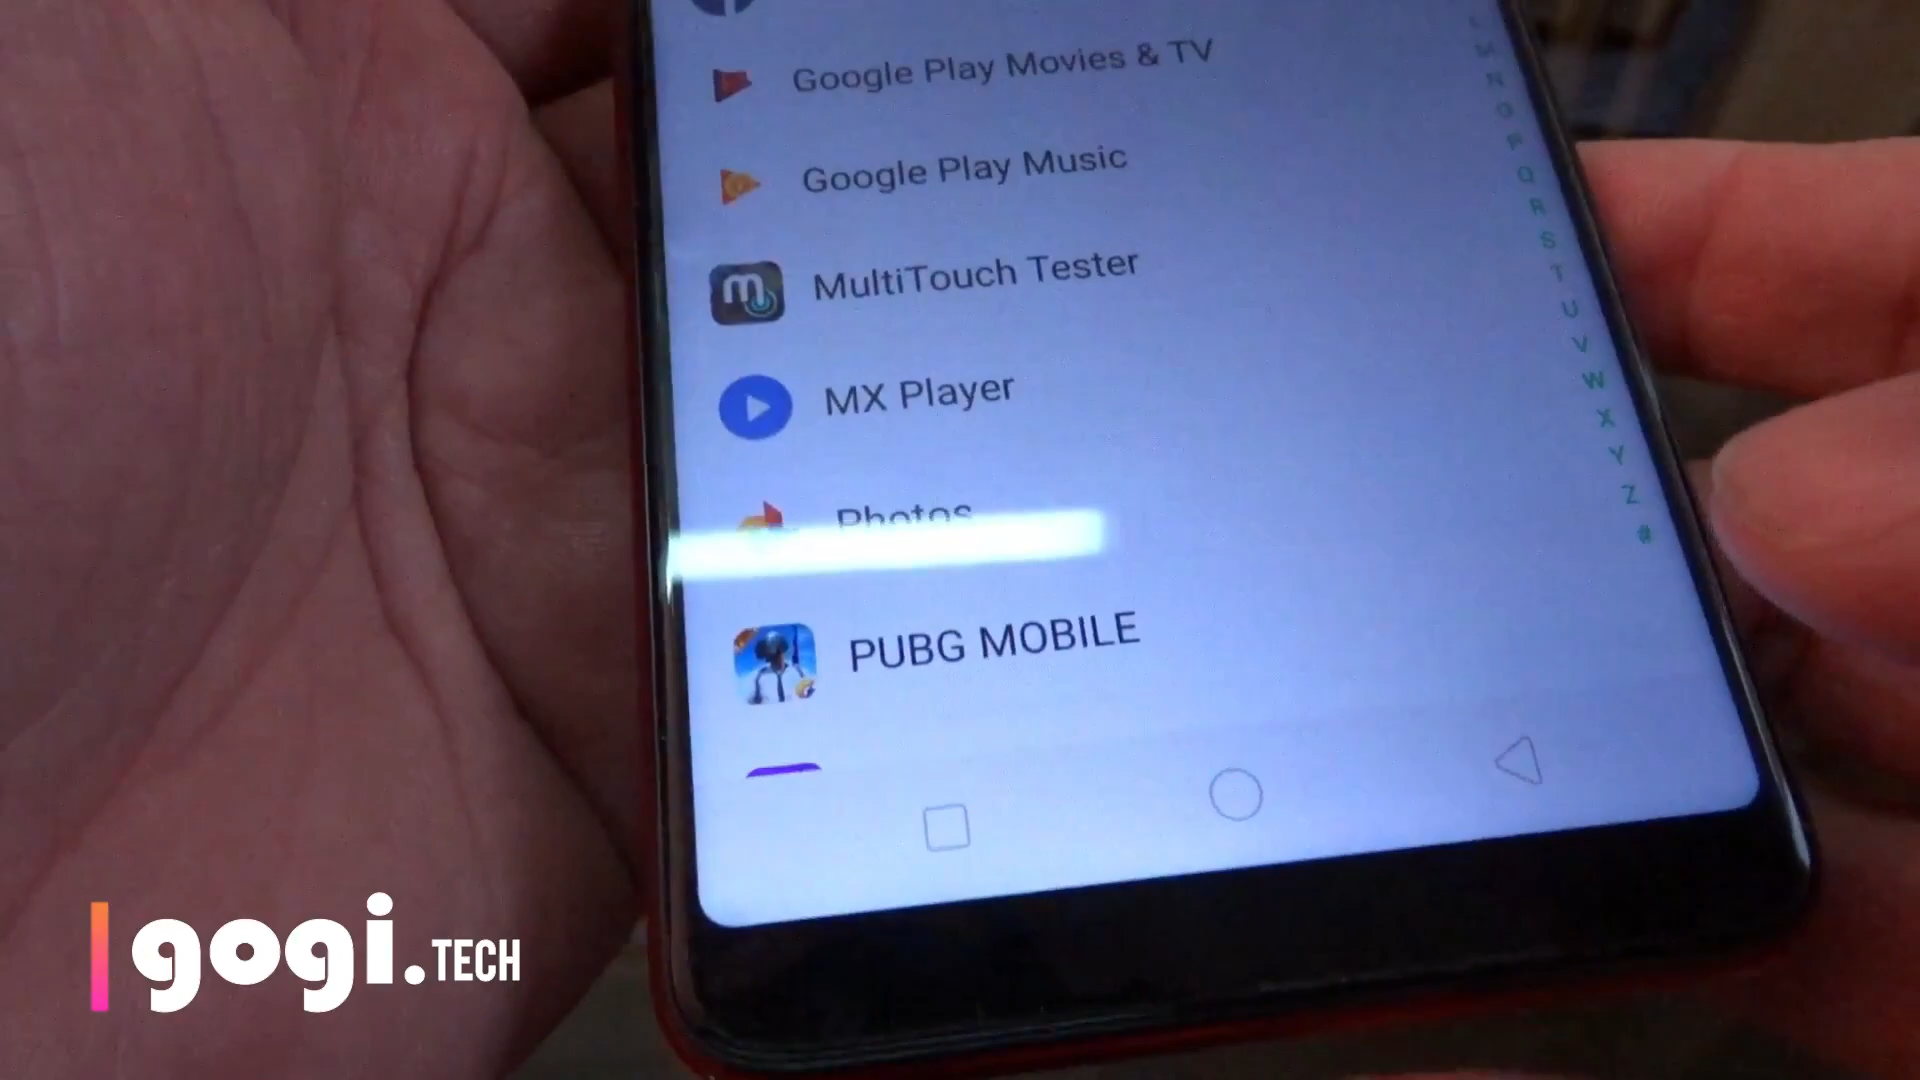 Google Play Movies & TV
Google Play Music
MultiTouch Tester
MX Player
Photos
PUBG MOBILE
M
N
O
P
Q
R
S
T
U
V
W
X
Y
Z
#
gogi.TECH